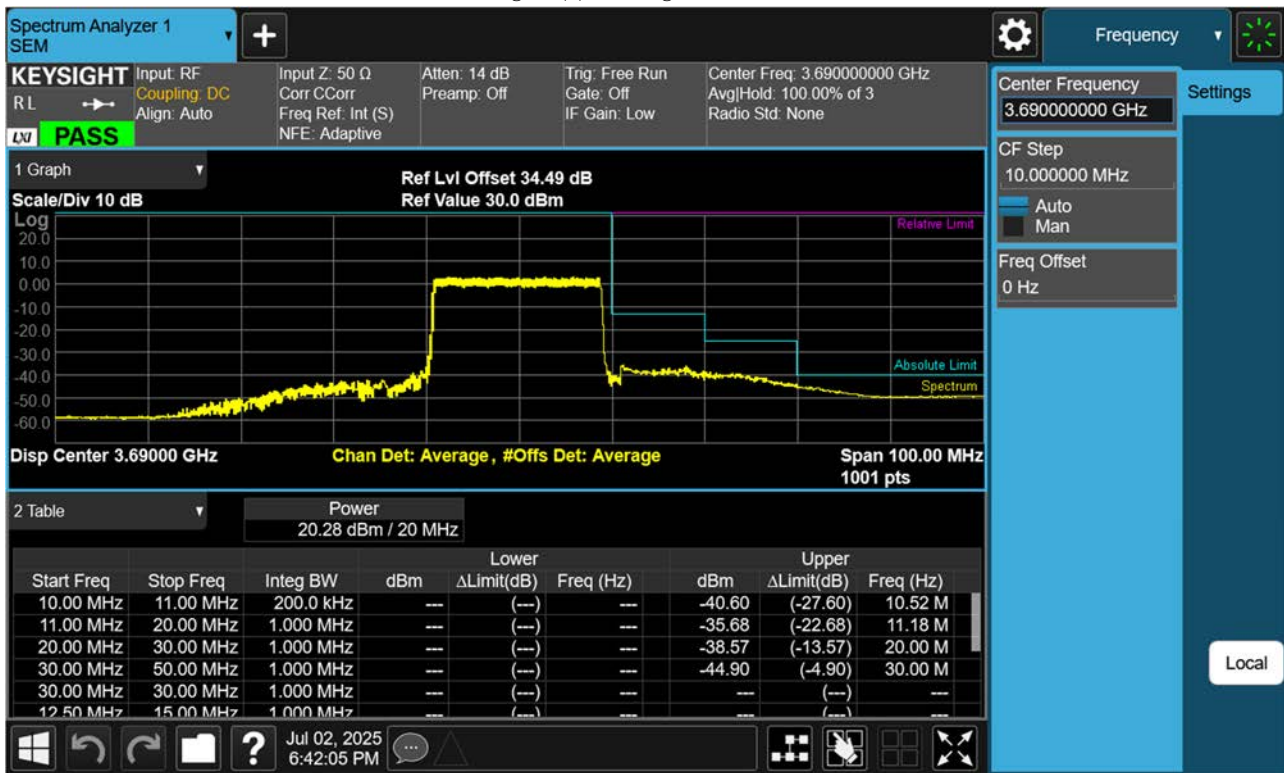 Spectrum Analyzer 1
SEM
Frequency
KEYSIGHT
R L
LXI
PASS
Input: RF
Coupling: DC
Align: Auto
Input Z: 50 Ω
Corr CCorr
Freq Ref: Int (S)
NFE: Adaptive
Atten: 14 dB
Preamp: Off
Trig: Free Run
Gate: Off
IF Gain: Low
Center Freq: 3.690000000 GHz
Avg|Hold: 100.00% of 3
Radio Std: None
Center Frequency
3.690000000 GHz
Settings
CF Step
10.000000 MHz
Auto
Man
Freq Offset
0 Hz
Local
1 Graph
Scale/Div 10 dB
Ref Lvl Offset 34.49 dB
Ref Value 30.0 dBm
Log
20.0
10.0
0.00
-10.0
-20.0
-30.0
-40.0
-50.0
-60.0
Relative Limit
Absolute Limit
Spectrum
Disp Center 3.69000 GHz
Chan Det: Average , #Offs Det: Average
Span 100.00 MHz
1001 pts
2 Table
Power
20.28 dBm / 20 MHz
Lower Upper
Start Freq Stop Freq Integ BW dBm ΔLimit(dB) Freq (Hz) dBm ΔLimit(dB) Freq (Hz)
10.00 MHz 11.00 MHz 200.0 kHz --- (---) --- -40.60 (-27.60) 10.52 M
11.00 MHz 20.00 MHz 1.000 MHz --- (---) --- -35.68 (-22.68) 11.18 M
20.00 MHz 30.00 MHz 1.000 MHz --- (---) --- -38.57 (-13.57) 20.00 M
30.00 MHz 50.00 MHz 1.000 MHz --- (---) --- -44.90 (-4.90) 30.00 M
30.00 MHz 30.00 MHz 1.000 MHz --- (---) --- --- (---) ---
12.50 MHz 15.00 MHz 1.000 MHz --- (---) --- --- (---) ---
?
Jul 02, 2025
6:42:05 PM